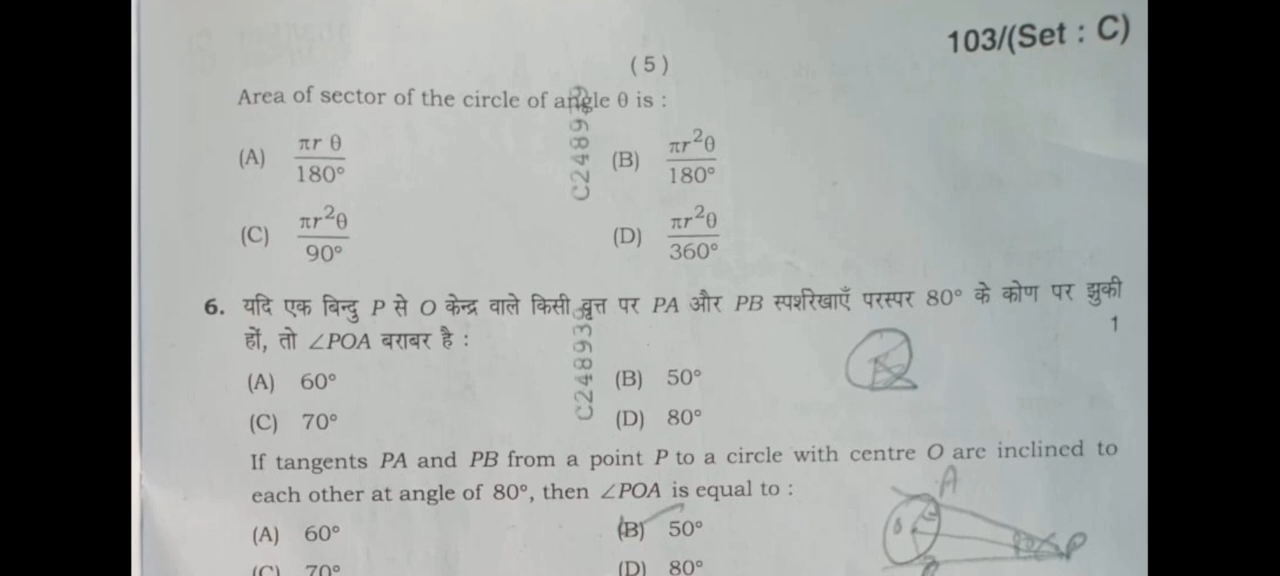 103/(Set : C)
( 5 )
Area of sector of the circle of angle θ is :
(A) πr θ / 180° (B) πr²θ / 180°
(C) πr²θ / 90° (D) πr²θ / 360°
6. यदि एक बिन्दु P से O केन्द्र वाले किसी वृत्त पर PA और PB स्पर्शरेखाएँ परस्पर 80° के कोण पर झुकी
हों, तो ∠POA बराबर है : 1
(A) 60° (B) 50°
(C) 70° (D) 80°
If tangents PA and PB from a point P to a circle with centre O are inclined to
each other at angle of 80°, then ∠POA is equal to :
(A) 60° (B) 50°
(C) 70° (D) 80°
A
P